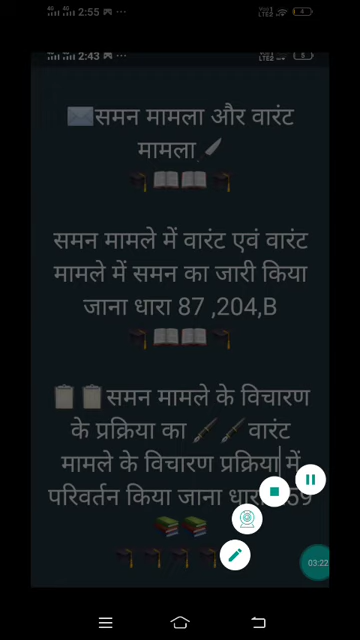 2:55
2:43
समन मामला और वारंट
मामला
समन मामले में वारंट एवं वारंट
मामले में समन का जारी किया
जाना धारा 87 ,204,B
समन मामले के विचारण
के प्रक्रिया का वारंट
मामले के विचारण प्रक्रिया में
परिवर्तन किया जाना धारा 59
03:22